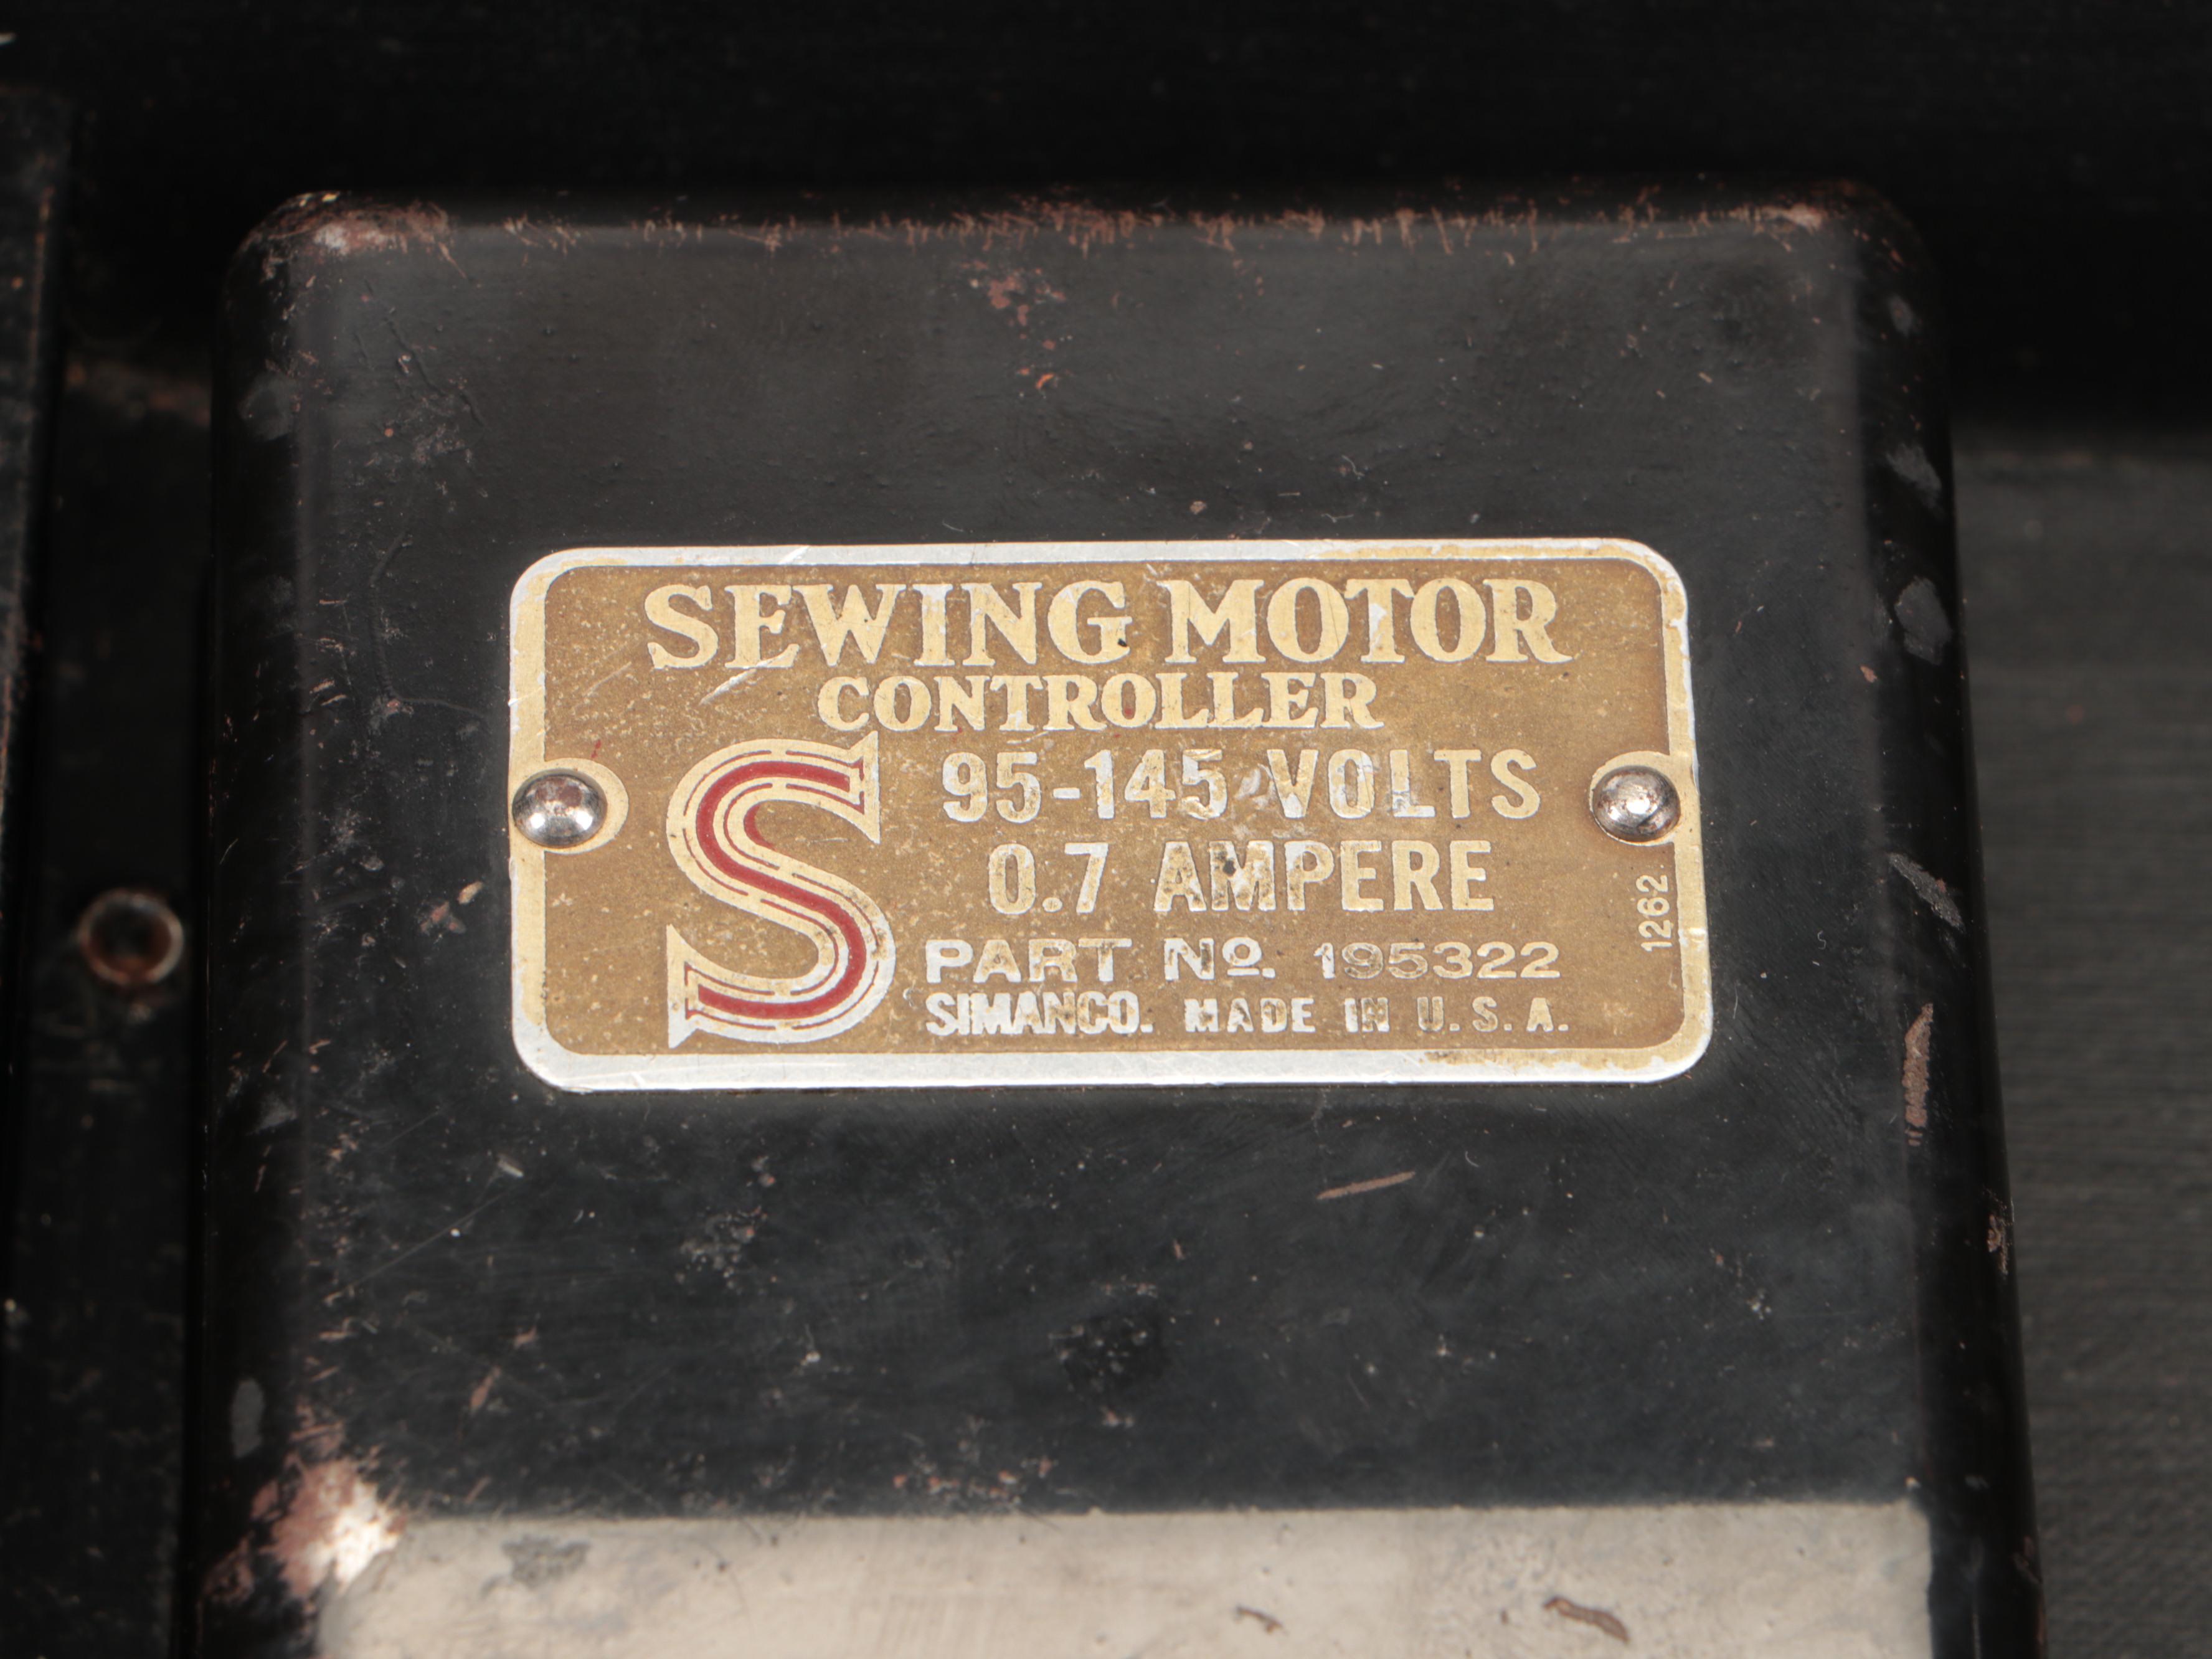 SEWING MOTOR
CONTROLLER
S
95-145 VOLTS
0.7 AMPERE
PART No. 195322
SIMANCO. MADE IN U.S.A.
1262